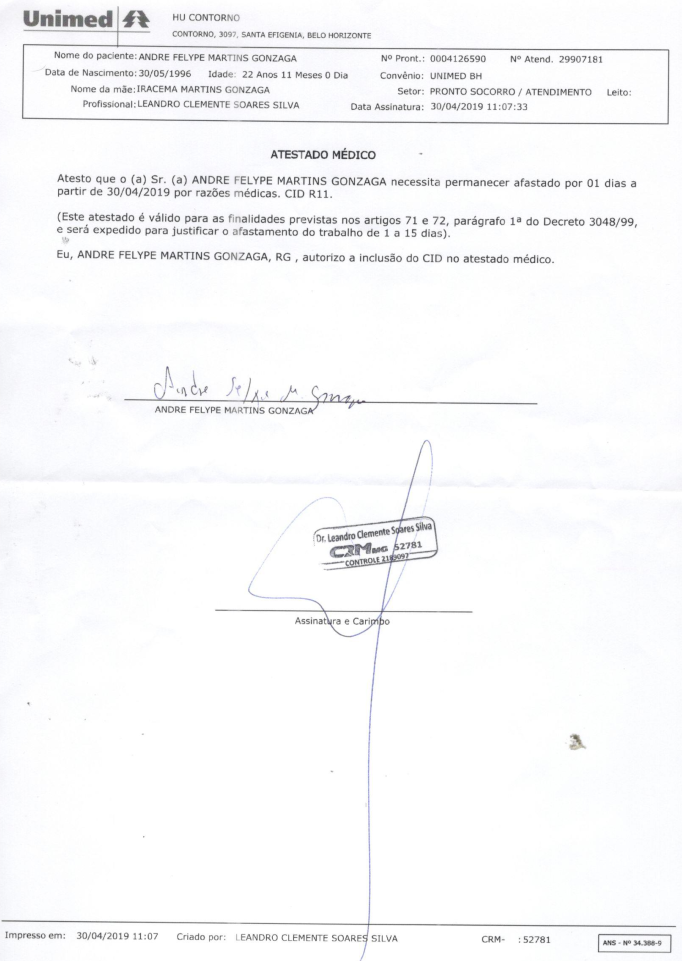 Unimed
HU CONTORNO
CONTORNO, 3097, SANTA EFIGENIA, BELO HORIZONTE
Nome do paciente: ANDRE FELYPE MARTINS GONZAGA Nº Pront.: 0004126590 Nº Atend. 29907181
Data de Nascimento: 30/05/1996 Idade: 22 Anos 11 Meses 0 Dia Convênio: UNIMED BH
Nome da mãe: IRACEMA MARTINS GONZAGA Setor: PRONTO SOCORRO / ATENDIMENTO Leito:
Profissional: LEANDRO CLEMENTE SOARES SILVA Data Assinatura: 30/04/2019 11:07:33
ATESTADO MÉDICO
Atesto que o (a) Sr. (a) ANDRE FELYPE MARTINS GONZAGA necessita permanecer afastado por 01 dias a
partir de 30/04/2019 por razões médicas. CID R11.
(Este atestado é válido para as finalidades previstas nos artigos 71 e 72, parágrafo 1ª do Decreto 3048/99,
e será expedido para justificar o afastamento do trabalho de 1 a 15 dias).
Eu, ANDRE FELYPE MARTINS GONZAGA, RG , autorizo a inclusão do CID no atestado médico.
Andre Felype M. Gonzaga
ANDRE FELYPE MARTINS GONZAGA
Dr. Leandro Clemente Soares Silva
CRMMG 52781
CONTROLE
Assinatura e Carimbo
Impresso em: 30/04/2019 11:07 Criado por: LEANDRO CLEMENTE SOARES SILVA CRM- : 52781 ANS - Nº 34.388-9